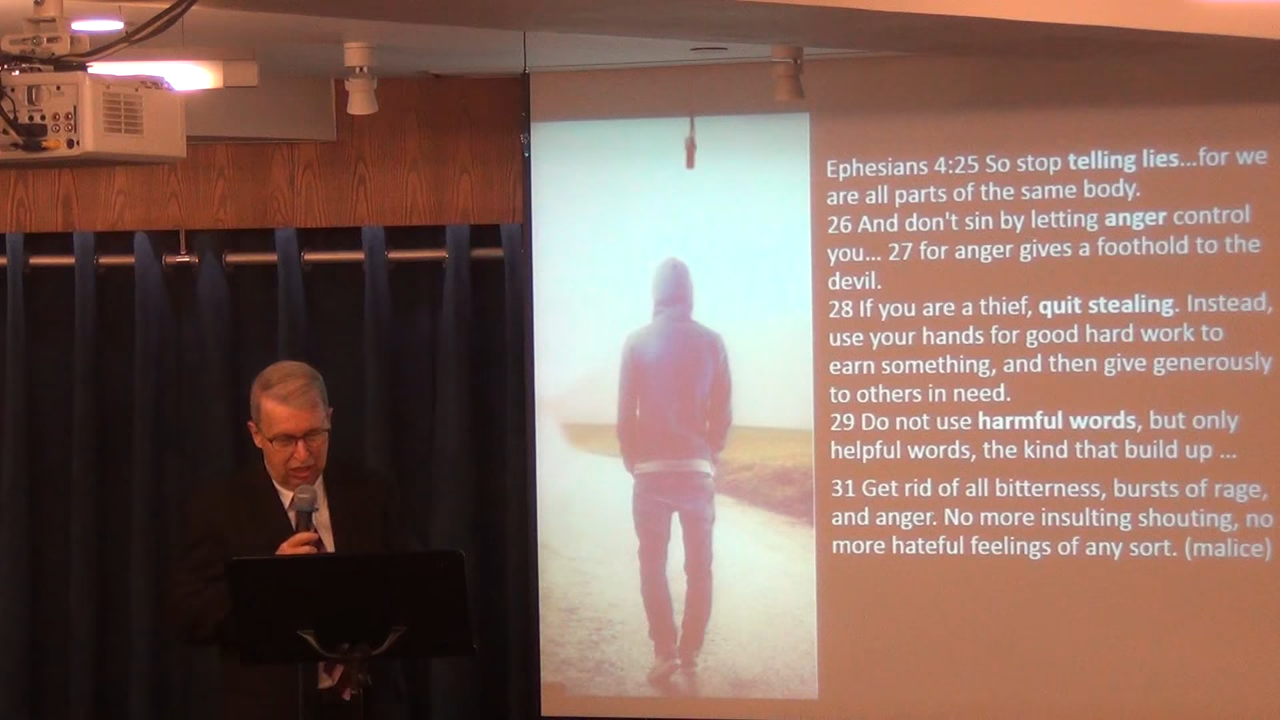 Ephesians 4:25 So stop telling lies...for we
are all parts of the same body.
26 And don't sin by letting anger control
you... 27 for anger gives a foothold to the
devil.
28 If you are a thief, quit stealing. Instead,
use your hands for good hard work to
earn something, and then give generously
to others in need.
29 Do not use harmful words, but only
helpful words, the kind that build up ...
31 Get rid of all bitterness, bursts of rage,
and anger. No more insulting shouting, no
more hateful feelings of any sort. (malice)